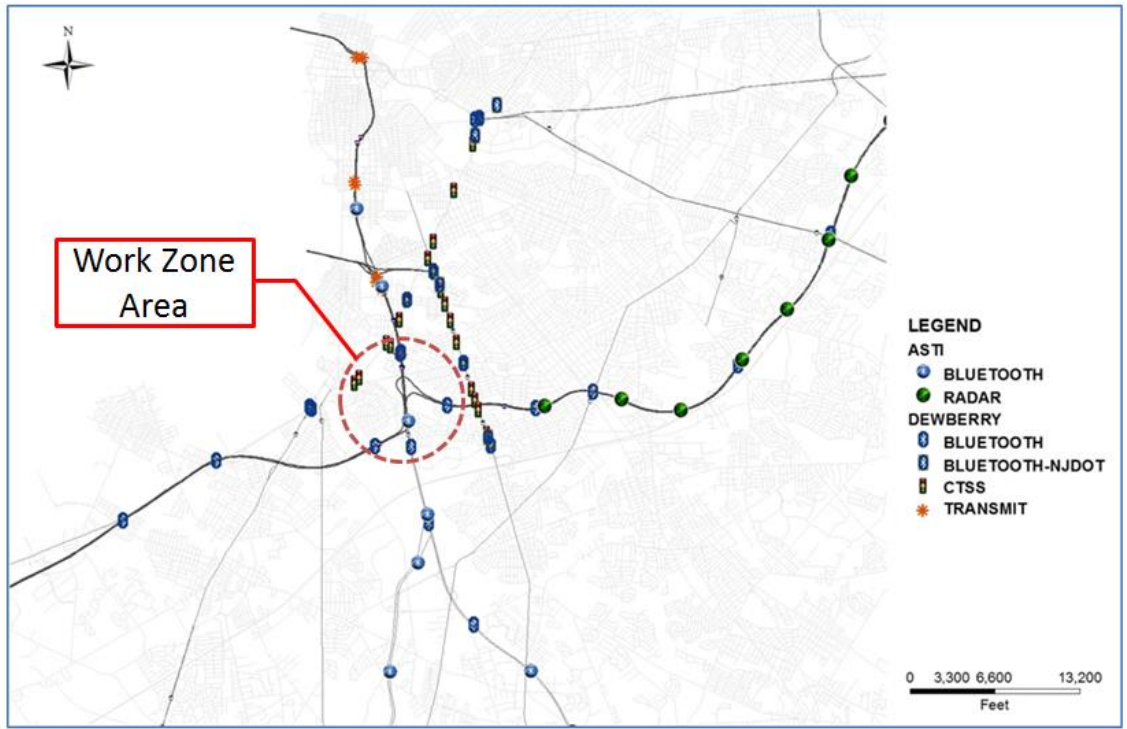 N
Work Zone
Area
LEGEND
ASTI
BLUETOOTH
RADAR
DEWBERRY
BLUETOOTH
BLUETOOTH-NJDOT
CTSS
TRANSMIT
0 3,300 6,600 13,200
Feet